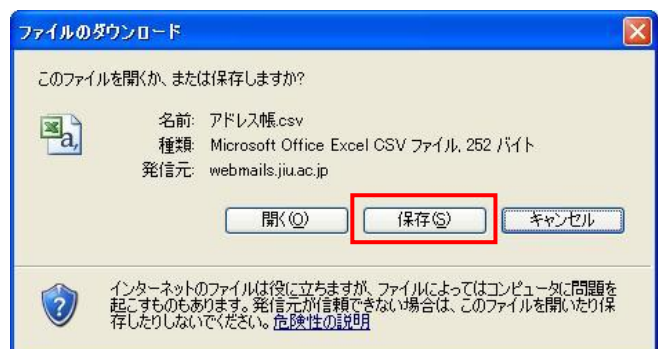 ファイルのダウンロード
このファイルを開くか、または保存しますか?
名前: アドレス帳.csv
種類: Microsoft Office Excel CSV ファイル, 252 バイト
発信元: webmails.jiu.ac.jp
開く(O) 保存(S) キャンセル
インターネットのファイルは役に立ちますが、ファイルによってはコンピュータに問題を
起こすものもあります。発信元が信頼できない場合は、このファイルを開いたり保
存したりしないでください。危険性の説明